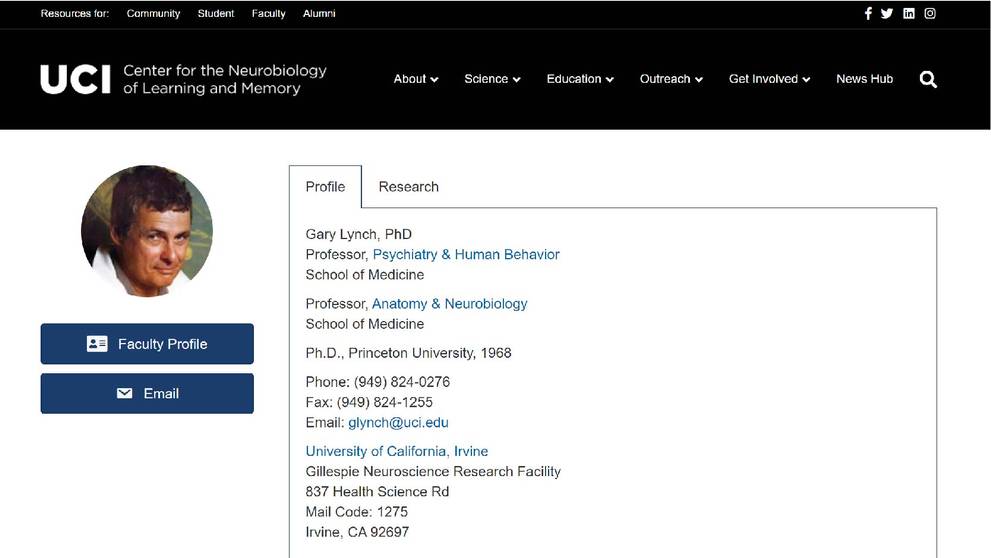 Resources for: Community Student Faculty Alumni
UCI Center for the Neurobiology
of Learning and Memory
About Science Education Outreach Get Involved News Hub
Profile Research
Gary Lynch, PhD
Professor, Psychiatry & Human Behavior
School of Medicine
Professor, Anatomy & Neurobiology
School of Medicine
Ph.D., Princeton University, 1968
Phone: (949) 824-0276
Fax: (949) 824-1255
Email: glynch@uci.edu
University of California, Irvine
Gillespie Neuroscience Research Facility
837 Health Science Rd
Mail Code: 1275
Irvine, CA 92697
Faculty Profile
Email